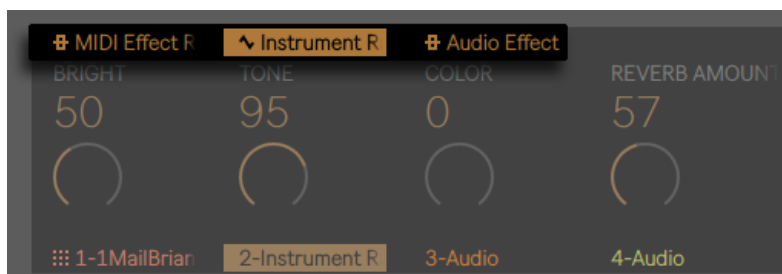 MIDI Effect R Instrument R Audio Effect
BRIGHT TONE COLOR REVERB AMOUNT
50 95 0 57
1-1MailBrian 2-Instrument R 3-Audio 4-Audio